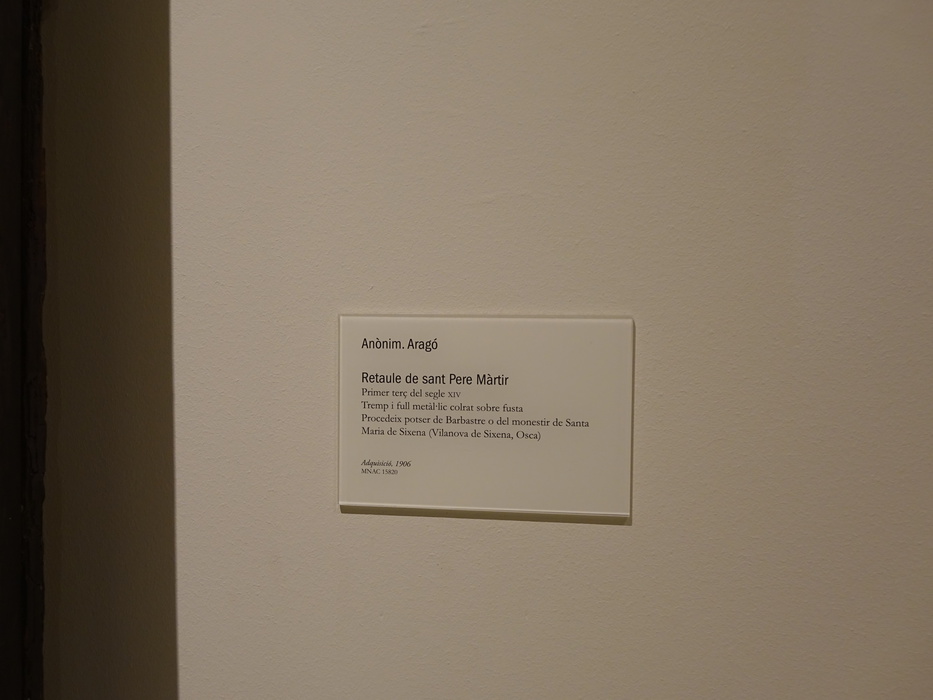 Anònim. Aragó
Retaule de sant Pere Màrtir
Primer terç del segle XIV
Tremp i full metàl·lic colrat sobre fusta
Procedeix potser de Barbastre o del monestir de Santa
Maria de Sixena (Vilanova de Sixena, Osca)
Adquisició, 1906
MNAC 15820